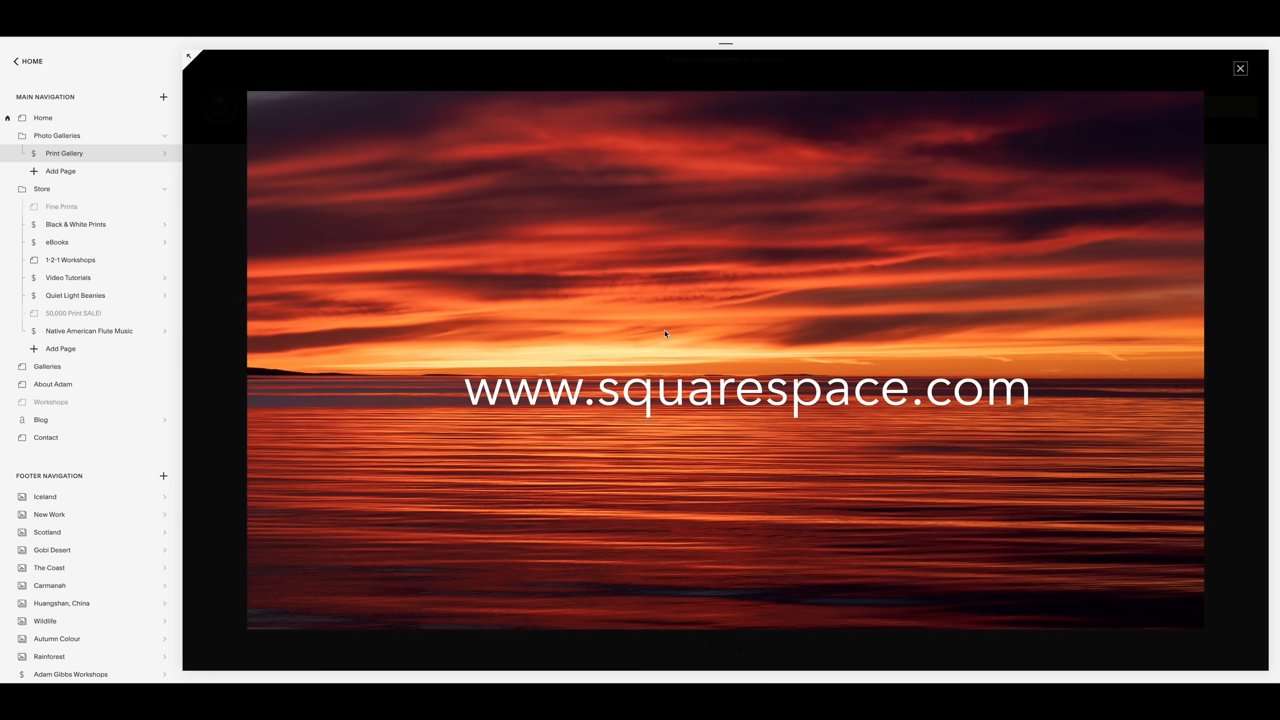 HOME
MAIN NAVIGATION
Home
Photo Galleries
Print Gallery
Add Page
Store
Fine Prints
Black & White Prints
eBooks
1-2-1 Workshops
Video Tutorials
Quiet Light Beanies
50,000 Print SALE!
Native American Flute Music
Add Page
Galleries
About Adam
Workshops
Blog
Contact
FOOTER NAVIGATION
Iceland
New Work
Scotland
Gobi Desert
The Coast
Carmanah
Huangshan, China
Wildlife
Autumn Colour
Rainforest
Adam Gibbs Workshops
www.squarespace.com